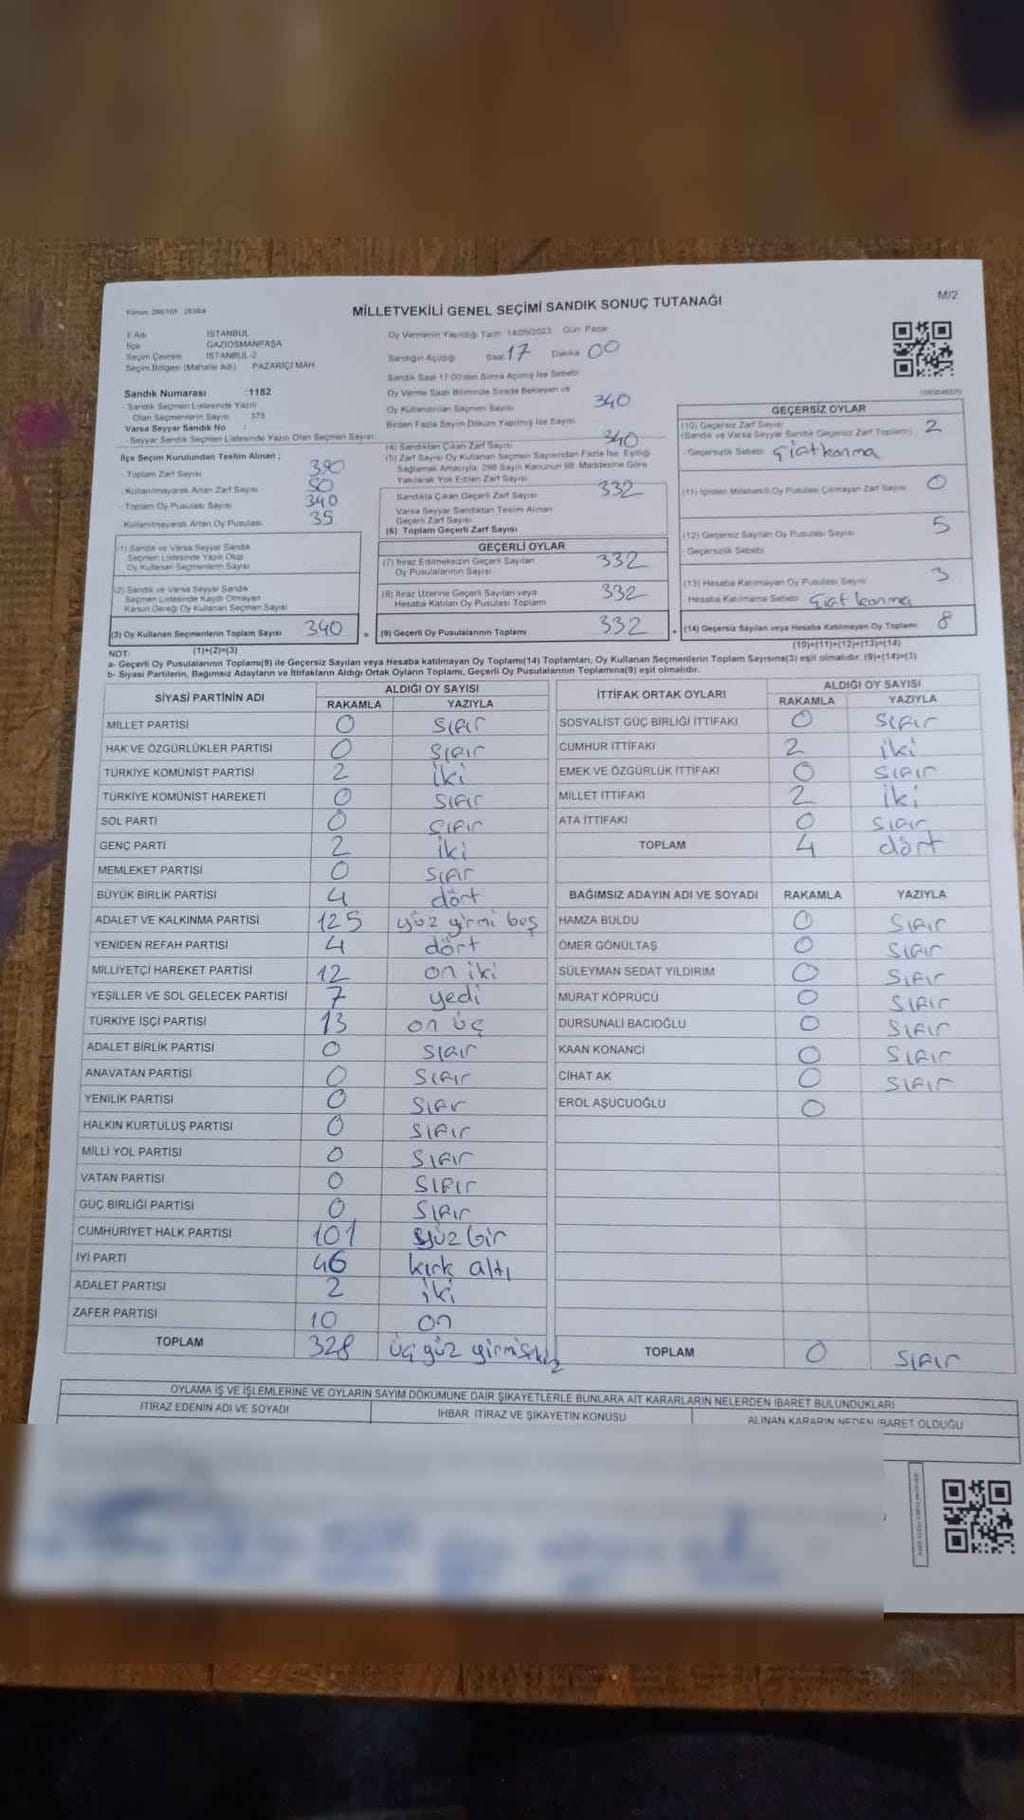 Kanun: 298/105 2839/4
MİLLETVEKİLİ GENEL SEÇİMİ SANDIK SONUÇ TUTANAĞI
M/2
İl Adı İSTANBUL
İlçe GAZİOSMANPAŞA
Seçim Çevresi İSTANBUL-2
Seçim Bölgesi (Mahalle Adı) PAZARİÇİ MAH
Sandık Numarası :1182
Sandık Seçmen Listesinde Yazılı
Olan Seçmenlerin Sayısı 375
Varsa Seyyar Sandık No :
Seyyar Sandık Seçmen Listesinde Yazılı Olan Seçmen Sayısı
İlçe Seçim Kurulundan Teslim Alınan ;
- Toplam Zarf Sayısı 390
- Kullanılmayarak Artan Zarf Sayısı 50
- Toplam Oy Pusulası Sayısı 340
- Kullanılmayarak Artan Oy Pusulası 35
(1) Sandık ve Varsa Seyyar Sandık
Seçmen Listesinde Yazılı Olup
Oy Kullanan Seçmenlerin Sayısı
(2) Sandık ve Varsa Seyyar Sandık
Seçmen Listesinde Kayıtlı Olmayan
Kanun Gereği Oy Kullanan Seçmen Sayısı
(3) Oy Kullanan Seçmenlerin Toplam Sayısı 340
(1)+(2)=(3)
Oy Vermenin Yapıldığı Tarih 14/05/2023 Gün Pazar
Sandığın Açıldığı Saat 17 Dakika 00
Sandık Saat 17:00'den Sonra Açılmış İse Sebebi
Oy Verme Saati Bitiminde Sırada Bekleyen ve
Oy Kullandırılan Seçmen Sayısı 340
Birden Fazla Sayım Döküm Yapılmış İse Sayısı
(4) Sandıktan Çıkan Zarf Sayısı 340
(5) Zarf Sayısı Oy Kullanan Seçmen Sayısından Fazla İse Eşitliği
Sağlamak Amacıyla, 298 Sayılı Kanunun 98. Maddesine Göre
Yakılarak Yok Edilen Zarf Sayısı
Sandıkta Çıkan Geçerli Zarf Sayısı 332
Varsa Seyyar Sandıktan Teslim Alınan
Geçerli Zarf Sayısı
(6) Toplam Geçerli Zarf Sayısı
GEÇERLİ OYLAR
(7) İtiraz Edilmeksizin Geçerli Sayılan
Oy Pusulalarının Sayısı 332
(8) İtiraz Üzerine Geçerli Sayılan veya
Hesaba Katılan Oy Pusulası Toplamı 332
(9) Geçerli Oy Pusulalarının Toplamı 332
GEÇERSİZ OYLAR
(10) Geçersiz Zarf Sayısı 2
(Sandık ve Varsa Seyyar Sandık Geçersiz Zarf Toplamı)
Geçersizlik Sebebi
(11) İçinden Milletvekili Oy Pusulası Çıkmayan Zarf Sayısı 0
(12) Geçersiz Sayılan Oy Pusulası Sayısı 5
Geçersizlik Sebebi
(13) Hesaba Katılmayan Oy Pusulası Sayısı 3
Hesaba Katılmama Sebebi
(14) Geçersiz Sayılan veya Hesaba Katılmayan Oy Toplamı 8
(10)+(11)+(12)+(13)=(14)
NOT:
a- Geçerli Oy Pusulalarının Toplamı(9) ile Geçersiz Sayılan veya Hesaba katılmayan Oy Toplamı(14) Toplamları, Oy Kullanan Seçmenlerin Toplam Sayısına(3) eşit olmalıdır. (9)+(14)=(3)
b- Siyasi Partilerin, Bağımsız Adayların ve İttifakların Aldığı Ortak Oyların Toplamı, Geçerli Oy Pusulalarının Toplamına(9) eşit olmalıdır.
SİYASİ PARTİNİN ADI ALDIĞI OY SAYISI
RAKAMLA YAZIYLA
MİLLET PARTİSİ 0 sıfır
HAK VE ÖZGÜRLÜKLER PARTİSİ 0 sıfır
TÜRKİYE KOMÜNİST PARTİSİ 2 iki
TÜRKİYE KOMÜNİST HAREKETİ 0 sıfır
SOL PARTİ 0 sıfır
GENÇ PARTİ 2 iki
MEMLEKET PARTİSİ 0 sıfır
BÜYÜK BİRLİK PARTİSİ 4 dört
ADALET VE KALKINMA PARTİSİ 125 yüz yirmi beş
YENİDEN REFAH PARTİSİ 4 dört
MİLLİYETÇİ HAREKET PARTİSİ 12 on iki
YEŞİLLER VE SOL GELECEK PARTİSİ 7 yedi
TÜRKİYE İŞÇİ PARTİSİ 13 on üç
ADALET BİRLİK PARTİSİ 0 sıfır
ANAVATAN PARTİSİ 0 sıfır
YENİLİK PARTİSİ 0 sıfır
HALKIN KURTULUŞ PARTİSİ 0 sıfır
MİLLİ YOL PARTİSİ 0 sıfır
VATAN PARTİSİ 0 sıfır
GÜÇ BİRLİĞİ PARTİSİ 0 sıfır
CUMHURİYET HALK PARTİSİ 101 yüz bir
İYİ PARTİ 46 kırk altı
ADALET PARTİSİ 2 iki
ZAFER PARTİSİ 10 on
TOPLAM 328 üç yüz yirmisekiz
İTTİFAK ORTAK OYLARI ALDIĞI OY SAYISI
RAKAMLA YAZIYLA
SOSYALİST GÜÇ BİRLİĞİ İTTİFAKI 0 sıfır
CUMHUR İTTİFAKI 2 iki
EMEK VE ÖZGÜRLÜK İTTİFAKI 0 sıfır
MİLLET İTTİFAKI 2 iki
ATA İTTİFAKI 0 sıfır
TOPLAM 4 dört
BAĞIMSIZ ADAYIN ADI VE SOYADI RAKAMLA YAZIYLA
HAMZA BULDU 0 sıfır
ÖMER GÖNÜLTAŞ 0 sıfır
SÜLEYMAN SEDAT YILDIRIM 0 sıfır
MURAT KÖPRÜCÜ 0 sıfır
DURSUNALİ BACIOĞLU 0 sıfır
KAAN KONANCİ 0 sıfır
CİHAT AK 0 sıfır
EROL AŞUCUOĞLU 0
TOPLAM 0 sıfır
OYLAMA İŞ VE İŞLEMLERİNE VE OYLARIN SAYIM DÖKÜMÜNE DAİR ŞİKAYETLERLE BUNLARA AİT KARARLARIN NELERDEN İBARET BULUNDUKLARI
İTİRAZ EDENİN ADI VE SOYADI İHBAR, İTİRAZ VE ŞİKAYETİN KONUSU ALINAN KARARIN NEDEN İBARET OLDUĞU